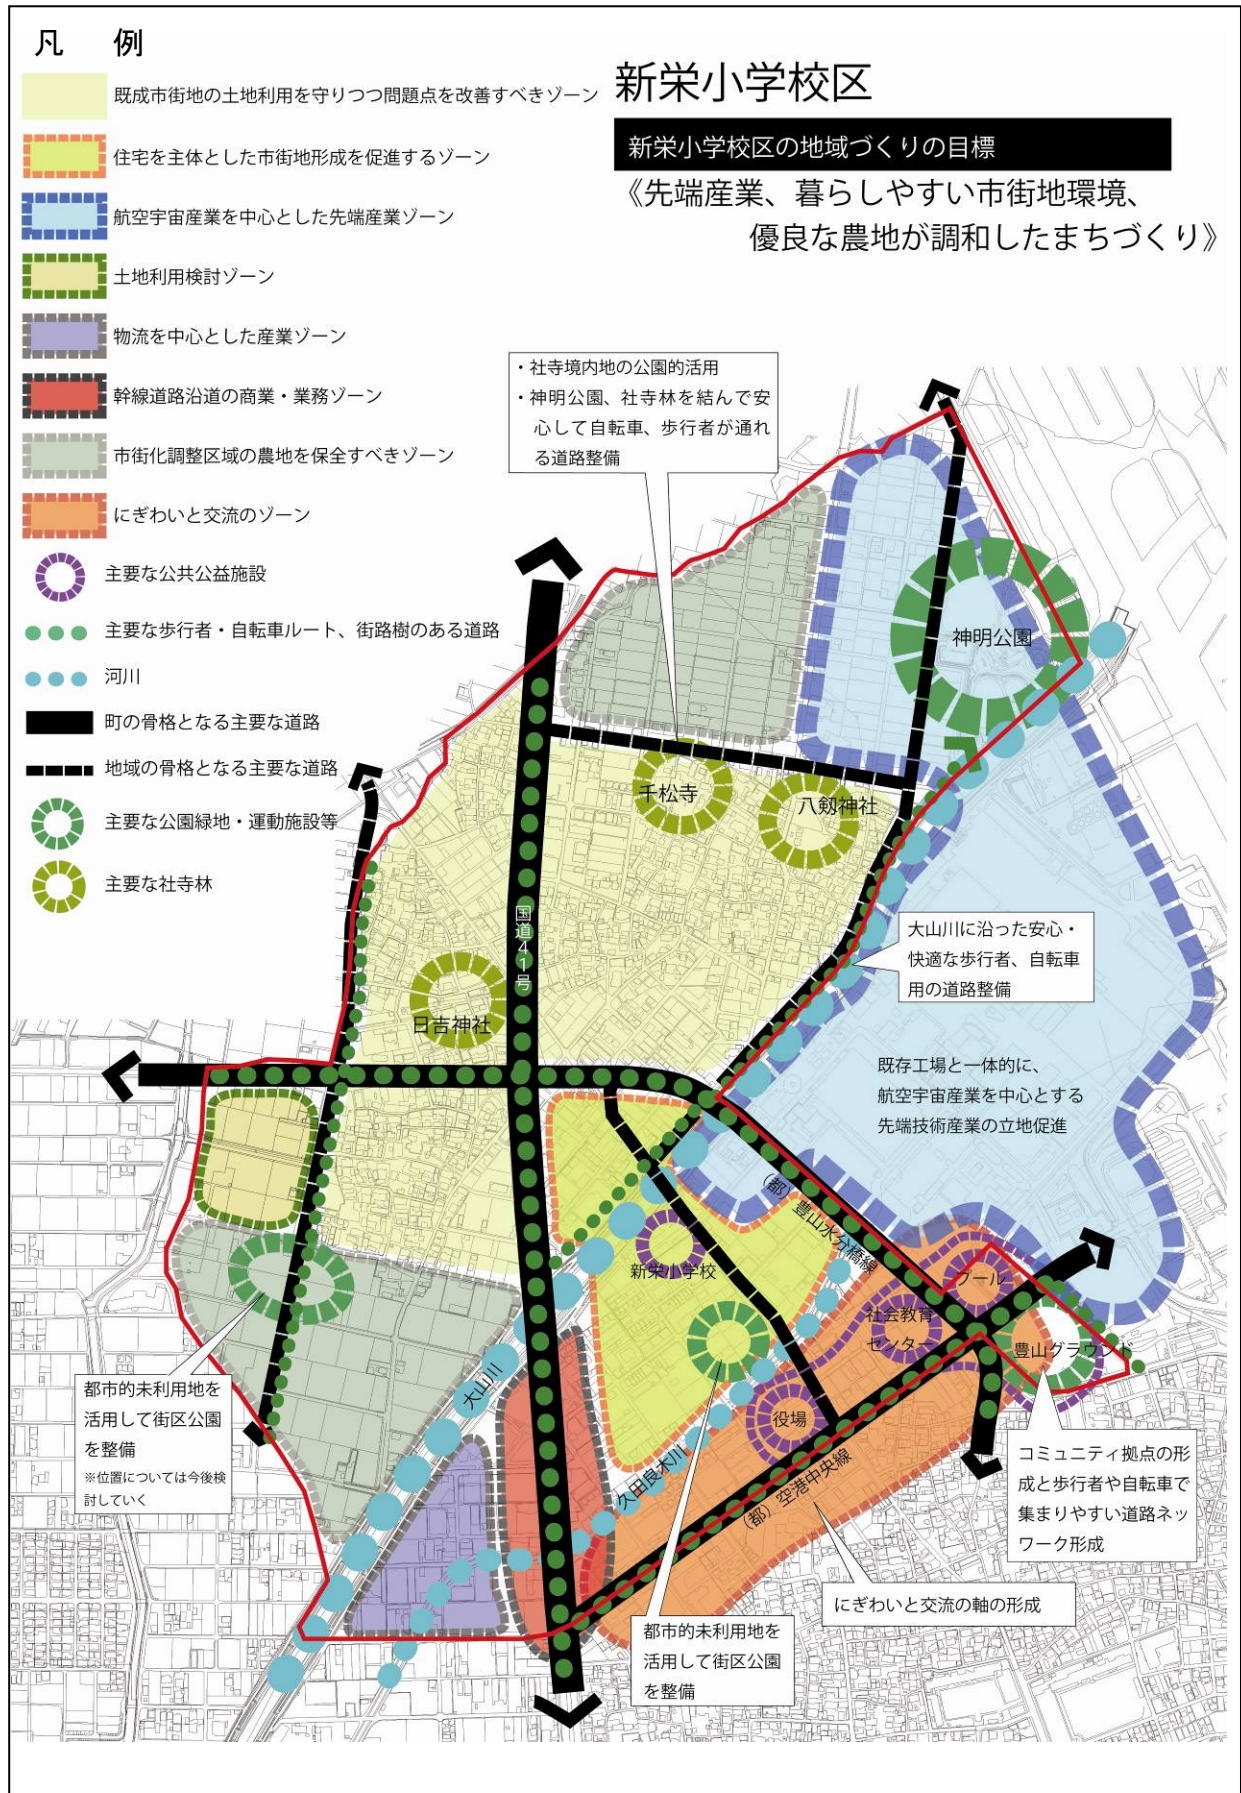 凡　例
既成市街地の土地利用を守りつつ問題点を改善すべきゾーン
住宅を主体とした市街地形成を促進するゾーン
航空宇宙産業を中心とした先端産業ゾーン
土地利用検討ゾーン
物流を中心とした産業ゾーン
幹線道路沿道の商業・業務ゾーン
市街化調整区域の農地を保全すべきゾーン
にぎわいと交流のゾーン
主要な公共公益施設
主要な歩行者・自転車ルート、街路樹のある道路
河川
町の骨格となる主要な道路
地域の骨格となる主要な道路
主要な公園緑地・運動施設等
主要な社寺林
新栄小学校区
新栄小学校区の地域づくりの目標
《先端産業、暮らしやすい市街地環境、
優良な農地が調和したまちづくり》
・社寺境内地の公園的活用
・神明公園、社寺林を結んで安
心して自転車、歩行者が通れ
る道路整備
神明公園
千松寺
八剱神社
国道41号
大山川に沿った安心・
快適な歩行者、自転車
用の道路整備
日吉神社
既存工場と一体的に、
航空宇宙産業を中心とする
先端技術産業の立地促進
(都) 豊山水分橋線
新栄小学校
プール
社会教育
センター
豊山グラウンド
大山川
役場
久田良木川
(都) 空港中央線
都市的未利用地を
活用して街区公園
を整備
※位置については今後検
討していく
コミュニティ拠点の形
成と歩行者や自転車で
集まりやすい道路ネッ
ワーク形成
にぎわいと交流の軸の形成
都市的未利用地を
活用して街区公園
を整備